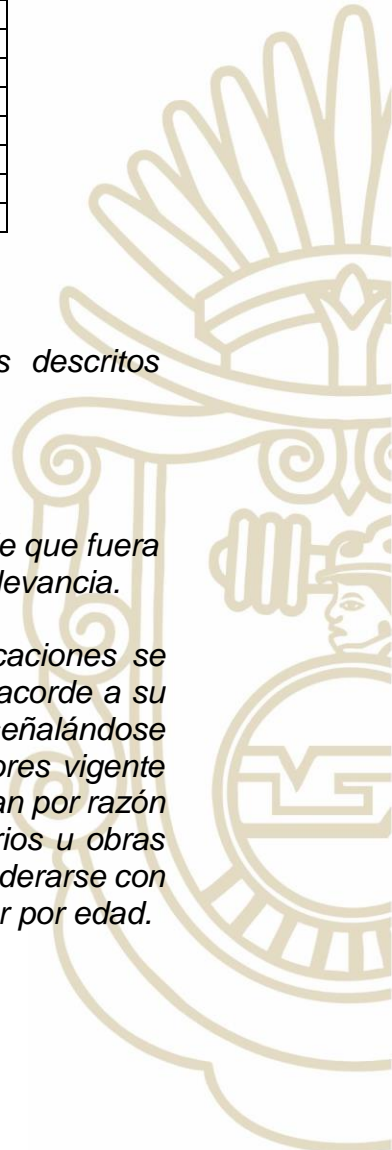 s descritos
e que fuera
levancia.
caciones se
acorde a su
eñalándose
ores vigente
an por razón
rios u obras
derarse con
r por edad.